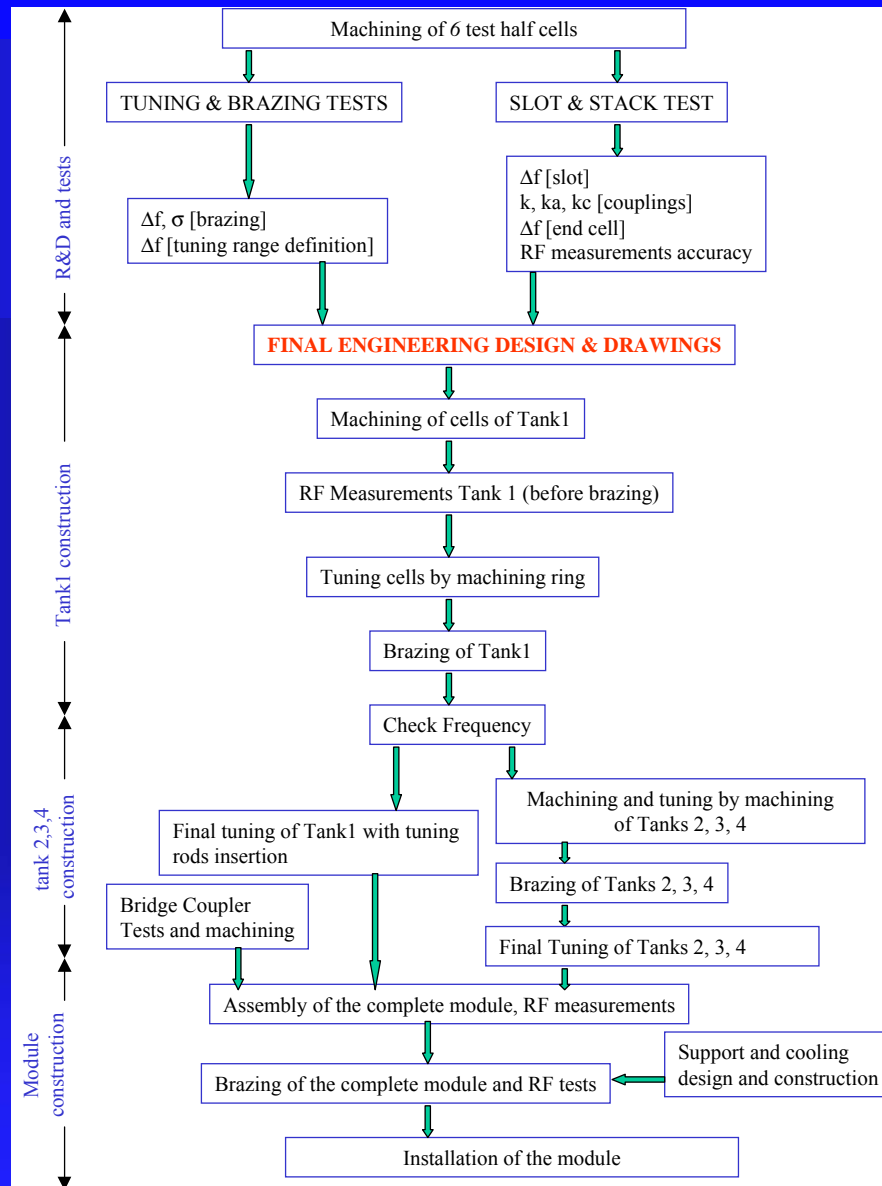 Machining of 6 test half cells
TUNING & BRAZING TESTS
SLOT & STACK TEST
Δf, σ [brazing]
Δf [tuning range definition]
Δf [slot]
k, ka, kc [couplings]
Δf [end cell]
RF measurements accuracy
R&D and tests
FINAL ENGINEERING DESIGN & DRAWINGS
Machining of cells of Tank1
RF Measurements Tank 1 (before brazing)
Tuning cells by machining ring
Brazing of Tank1
Tank1 construction
Check Frequency
Final tuning of Tank1 with tuning
rods insertion
Machining and tuning by machining
of Tanks 2, 3, 4
Brazing of Tanks 2, 3, 4
Bridge Coupler
Tests and machining
Final Tuning of Tanks 2, 3, 4
tank 2,3,4
construction
Assembly of the complete module, RF measurements
Support and cooling
design and construction
Brazing of the complete module and RF tests
Installation of the module
Module
construction